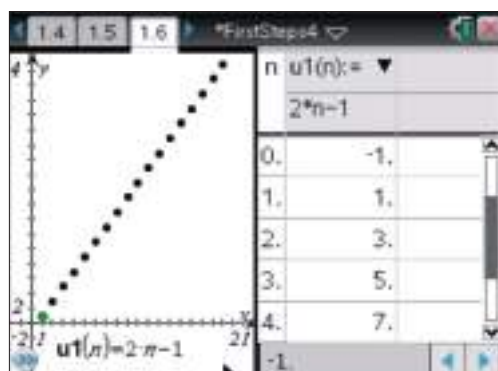 1.4 1.5 1.6 *FirstSteps4
y
2
-2 1 21
x
u1(n)=2·n-1
n u1(n):= ▼
2*n-1
0. -1.
1. 1.
2. 3.
3. 5.
4. 7.
-1.